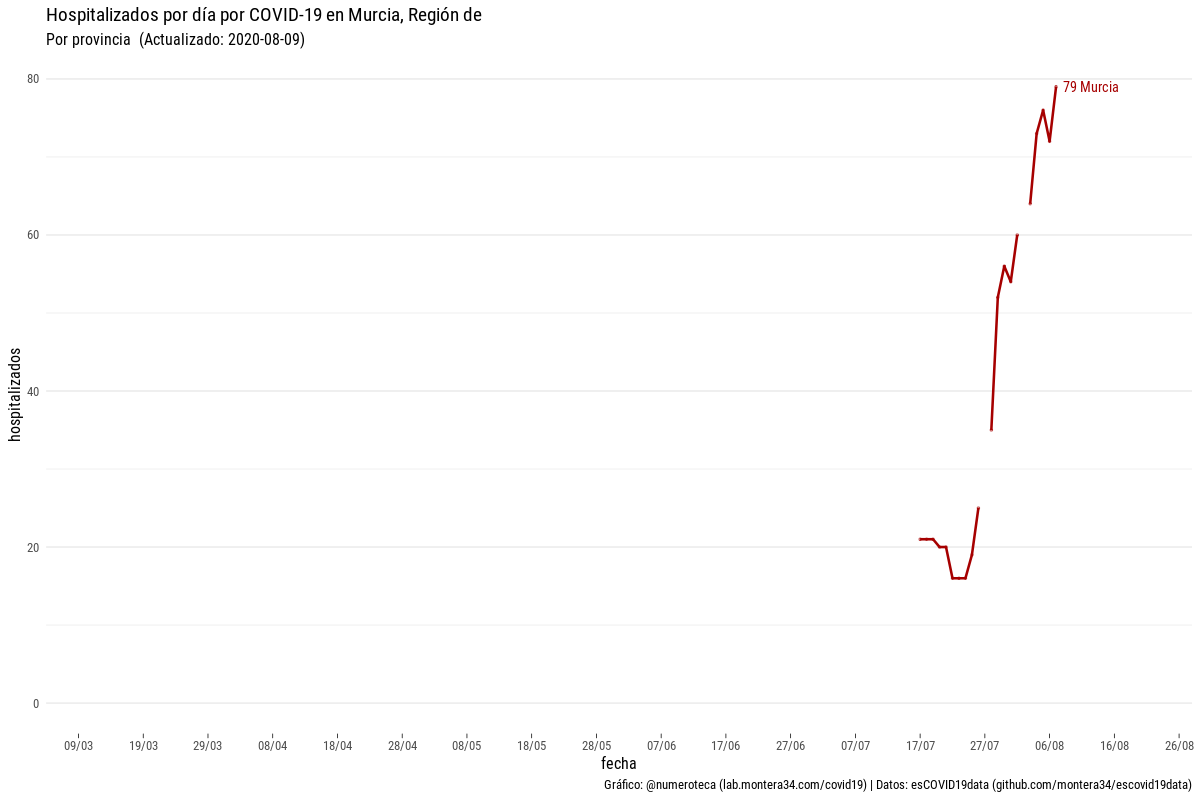 Hospitalizados por día por COVID-19 en Murcia, Región de
Por provincia (Actualizado: 2020-08-09)
80
79 Murcia
60
40
20
0
hospitalizados
09/03 19/03 29/03 08/04 18/04 28/04 08/05 18/05 28/05 07/06 17/06 27/06 07/07 17/07 27/07 06/08 16/08 26/08
fecha
Gráfico: @numeroteca (lab.montera34.com/covid19) | Datos: esCOVID19data (github.com/montera34/escovid19data)